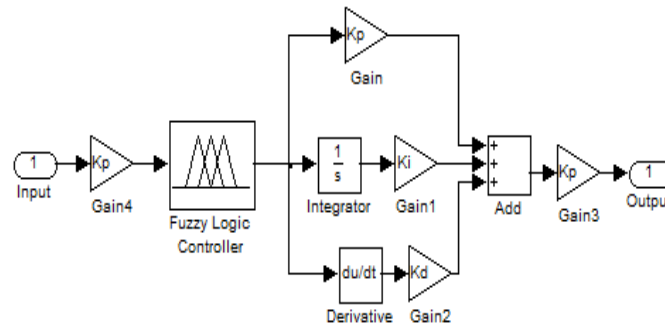 Kp
Gain
1
Input
Kp
Gain4
Fuzzy Logic
Controller
1
s
Integrator
Ki
Gain1
+
+
+
Add
Kp
Gain3
1
Output
du/dt
Derivative
Kd
Gain2